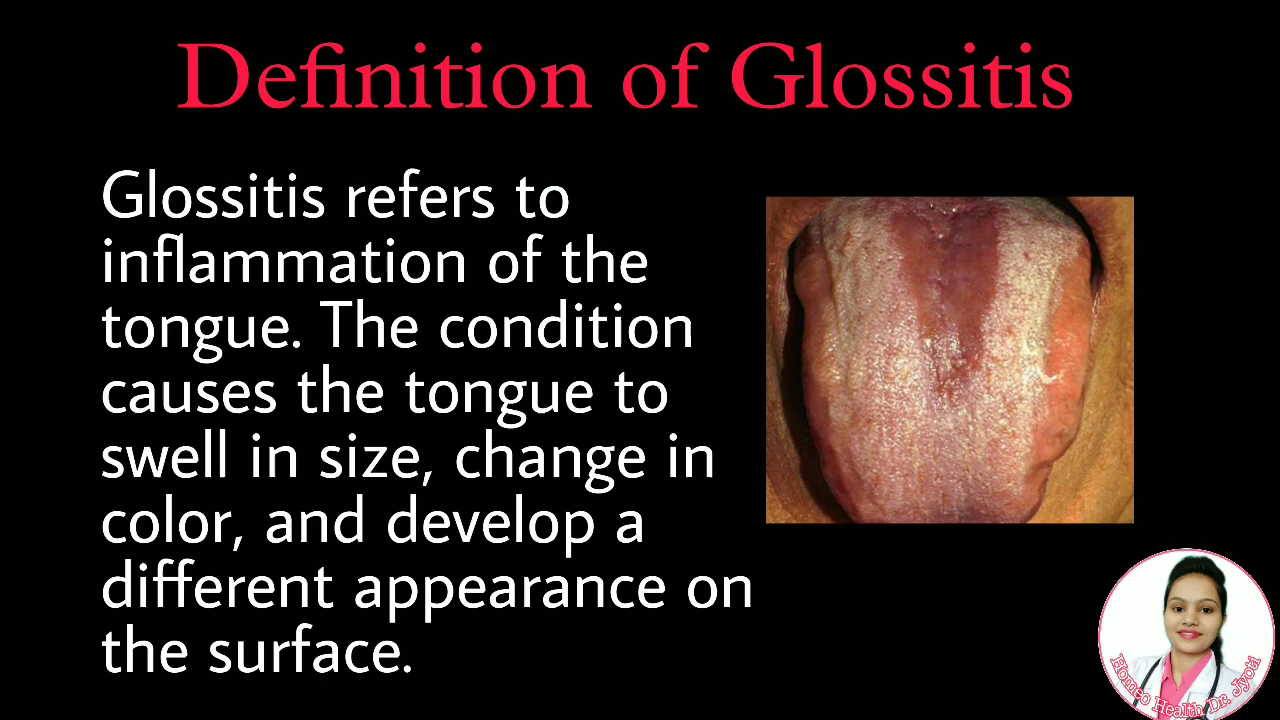 Definition of Glossitis
Glossitis refers to
inflammation of the
tongue. The condition
causes the tongue to
swell in size, change in
color, and develop a
different appearance on
the surface.
Homeo Health Dr. Jyoti